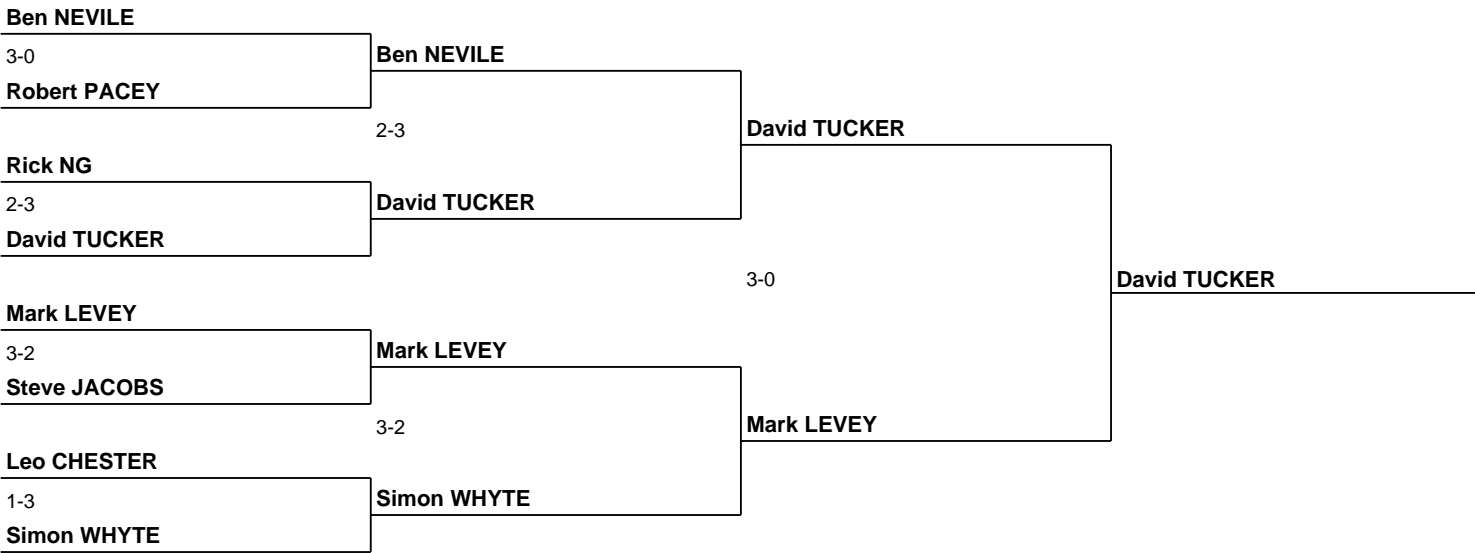 Ben NEVILE
3-0
Ben NEVILE
Robert PACEY
2-3
David TUCKER
Rick NG
2-3
David TUCKER
David TUCKER
3-0
David TUCKER
Mark LEVEY
3-2
Mark LEVEY
Steve JACOBS
3-2
Mark LEVEY
Leo CHESTER
1-3
Simon WHYTE
Simon WHYTE